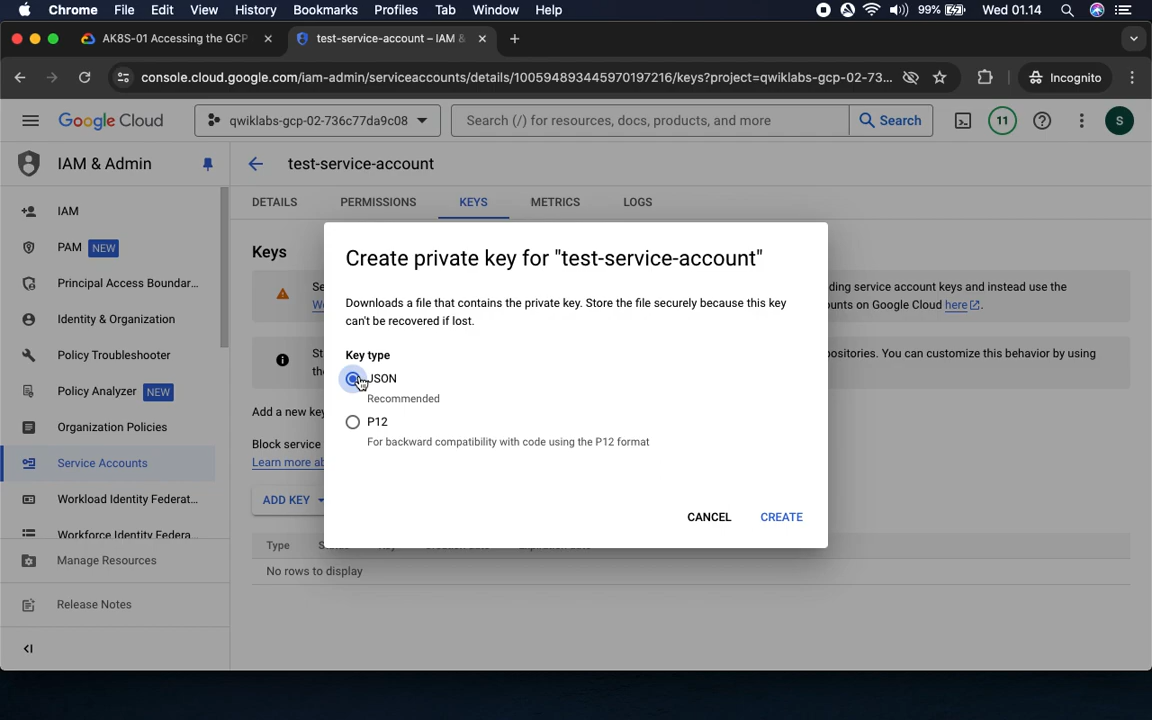 Chrome File Edit View History Bookmarks Profiles Tab Window Help 99% Wed 01.14
AK8S-01 Accessing the GCP
test-service-account – IAM &
console.cloud.google.com/iam-admin/serviceaccounts/details/100594893445970197216/keys?project=qwiklabs-gcp-02-73...
Incognito
Google Cloud
qwiklabs-gcp-02-736c77da9c08
Search (/) for resources, docs, products, and more
Search
11
S
IAM & Admin
test-service-account
DETAILS PERMISSIONS KEYS METRICS LOGS
IAM
PAM NEW
Principal Access Boundar...
Identity & Organization
Policy Troubleshooter
Policy Analyzer NEW
Organization Policies
Service Accounts
Workload Identity Federat...
Workforce Identity Federa
Manage Resources
Release Notes
Keys
ding service account keys and instead use the
unts on Google Cloud here.
positories. You can customize this behavior by using
Add a new key
Block service
Learn more ab
ADD KEY
Type
No rows to display
Create private key for "test-service-account"
Downloads a file that contains the private key. Store the file securely because this key
can't be recovered if lost.
Key type
JSON
Recommended
P12
For backward compatibility with code using the P12 format
CANCEL CREATE